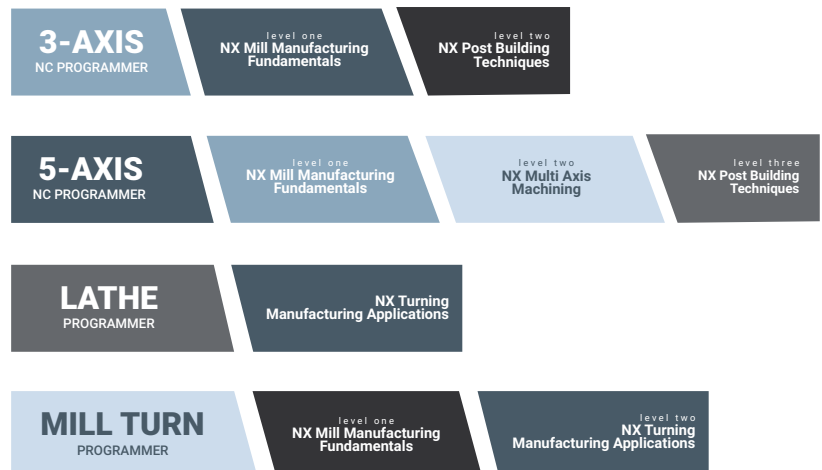 3-AXIS
NC PROGRAMMER
level one
NX Mill Manufacturing
Fundamentals
level two
NX Post Building
Techniques
5-AXIS
NC PROGRAMMER
level one
NX Mill Manufacturing
Fundamentals
level two
NX Multi Axis
Machining
level three
NX Post Building
Techniques
LATHE
PROGRAMMER
NX Turning
Manufacturing Applications
MILL TURN
PROGRAMMER
level one
NX Mill Manufacturing
Fundamentals
level two
NX Turning
Manufacturing Applications